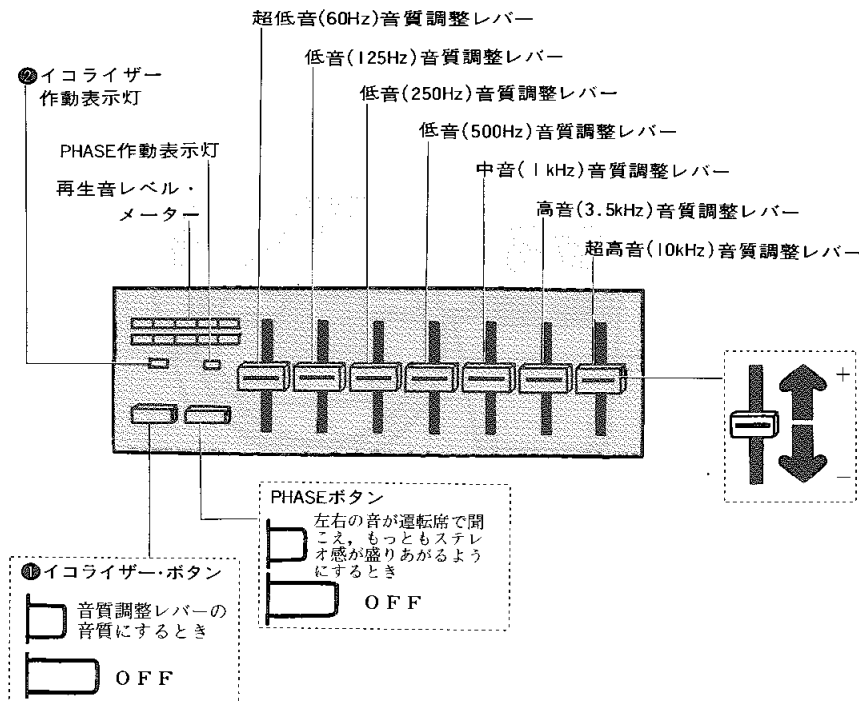 超低音(60Hz)音質調整レバー
低音(125Hz)音質調整レバー
低音(250Hz)音質調整レバー
低音(500Hz)音質調整レバー
中音(1kHz)音質調整レバー
高音(3.5kHz)音質調整レバー
超高音(10kHz)音質調整レバー
❷イコライザー
作動表示灯
PHASE作動表示灯
再生音レベル・
メーター
+
−
PHASEボタン
左右の音が運転席で聞
こえ，もっともステレ
オ感が盛りあがるよう
にするとき
OFF
❶イコライザー・ボタン
音質調整レバーの
音質にするとき
OFF